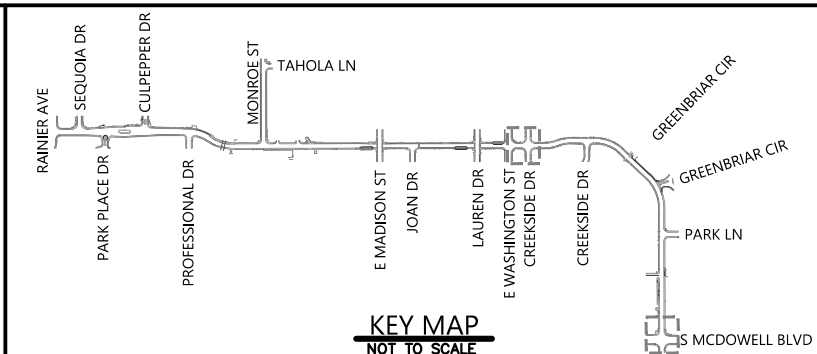 RAINIER AVE
SEQUOIA DR
PARK PLACE DR
CULPEPPER DR
PROFESSIONAL DR
MONROE ST
TAHOLA LN
E MADISON ST
JOAN DR
LAUREN DR
E WASHINGTON ST
CREEKSIDE DR
CREEKSIDE DR
GREENBRIAR CIR
GREENBRIAR CIR
PARK LN
S MCDOWELL BLVD
KEY MAP
NOT TO SCALE